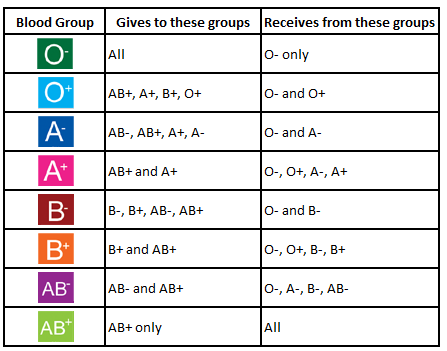 Blood Group Gives to these groups Receives from these groups
O- All O- only
O+ AB+, A+, B+, O+ O- and O+
A- AB-, AB+, A+, A- O- and A-
A+ AB+ and A+ O-, O+, A-, A+
B- B-, B+, AB-, AB+ O- and B-
B+ B+ and AB+ O-, O+, B-, B+
AB- AB- and AB+ O-, A-, B-, AB-
AB+ AB+ only All